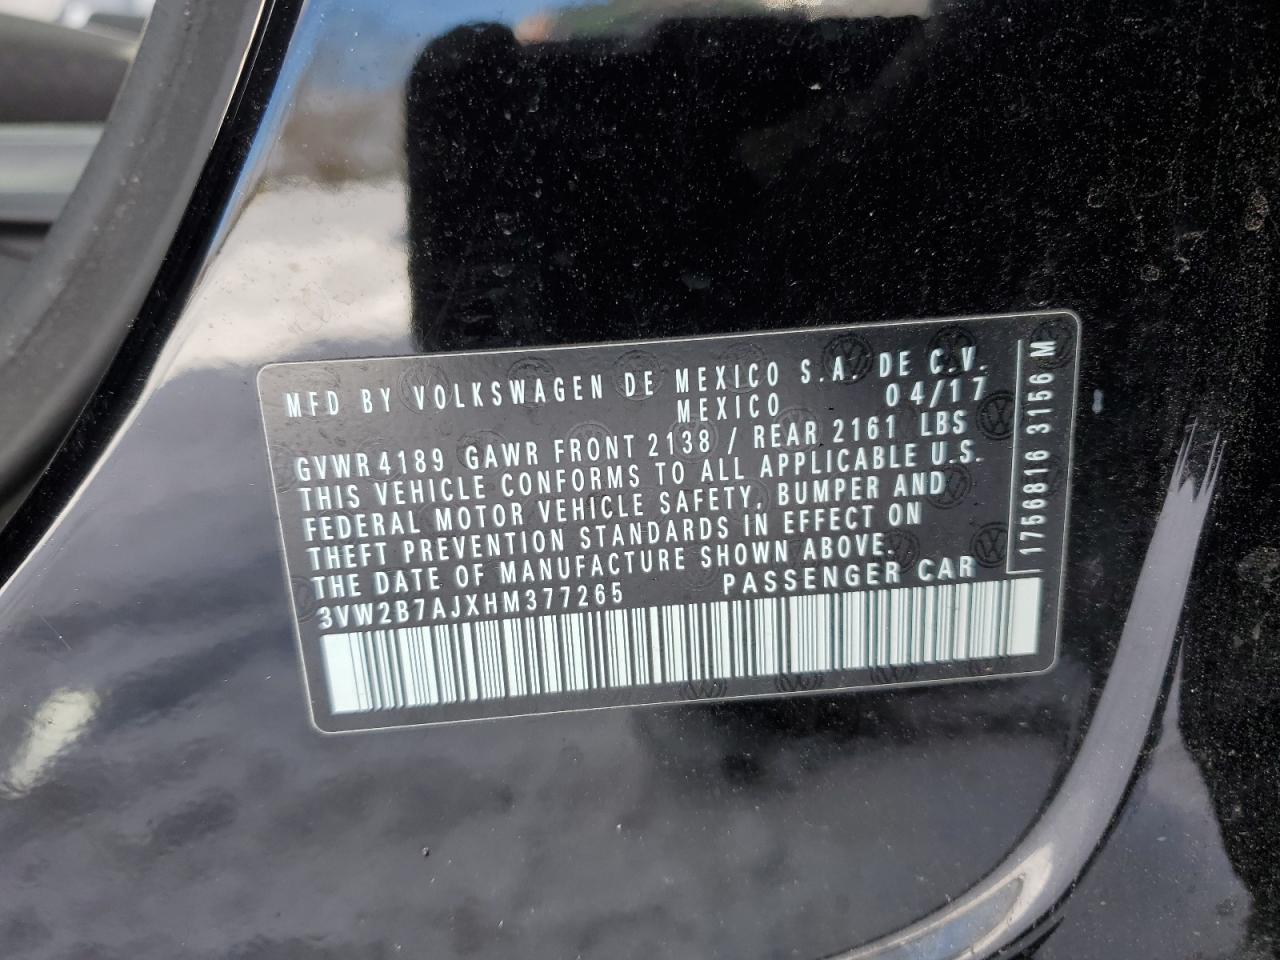 MFD BY VOLKSWAGEN DE MEXICO S.A. DE C.V.
MEXICO 04/17
GVWR 4189 GAWR FRONT 2138 / REAR 2161 LBS
THIS VEHICLE CONFORMS TO ALL APPLICABLE U.S.
FEDERAL MOTOR VEHICLE SAFETY, BUMPER AND
THEFT PREVENTION STANDARDS IN EFFECT ON
THE DATE OF MANUFACTURE SHOWN ABOVE.
3VW2B7AJXHM377265 PASSENGER CAR
1756816 3156 M